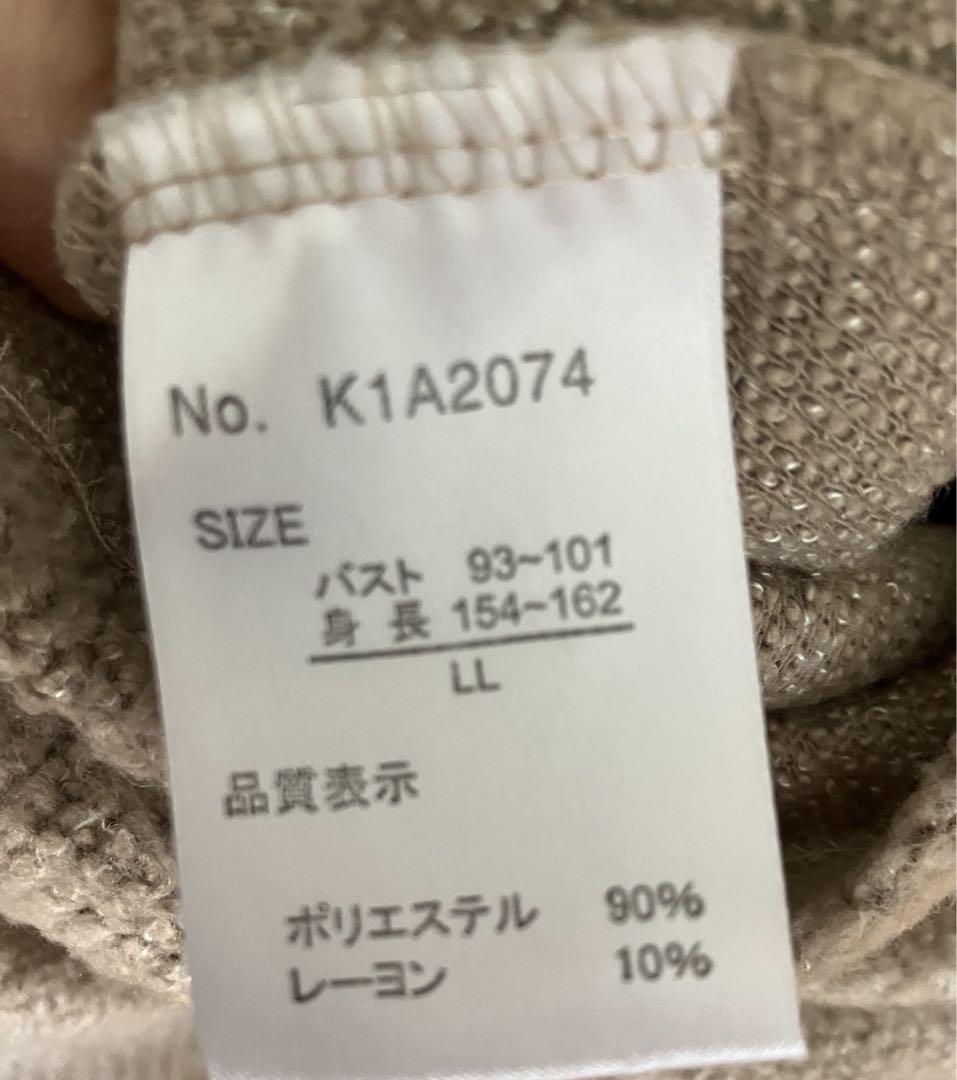 No. K1A2074
SIZE
バスト 93~101
身長 154~162
LL
品質表示
ポリエステル 90%
レーヨン 10%